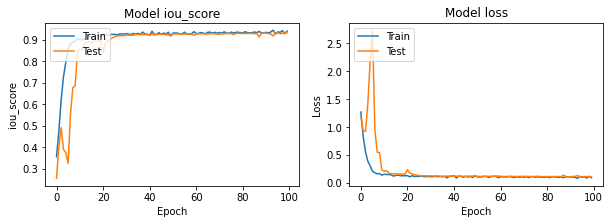 Model iou_score
iou_score
0.9
0.8
0.7
0.6
0.5
0.4
0.3
Train
Test
0 20 40 60 80 100
Epoch
Model loss
Loss
2.5
2.0
1.5
1.0
0.5
0.0
Train
Test
0 20 40 60 80 100
Epoch